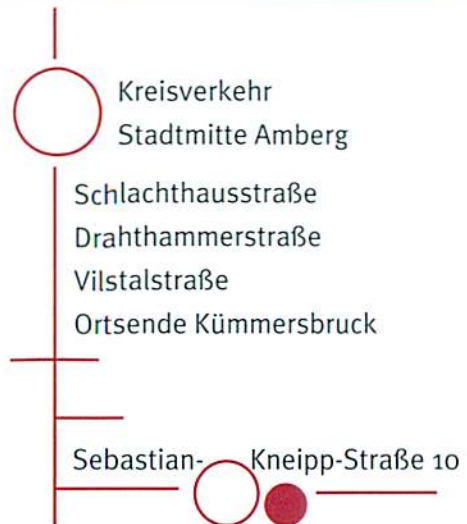 Kreisverkehr
Stadtmitte Amberg
Schlachthausstraße
Drahthammerstraße
Vilstalstraße
Ortsende Kümmersbruck
Sebastian- Kneipp-Straße 10